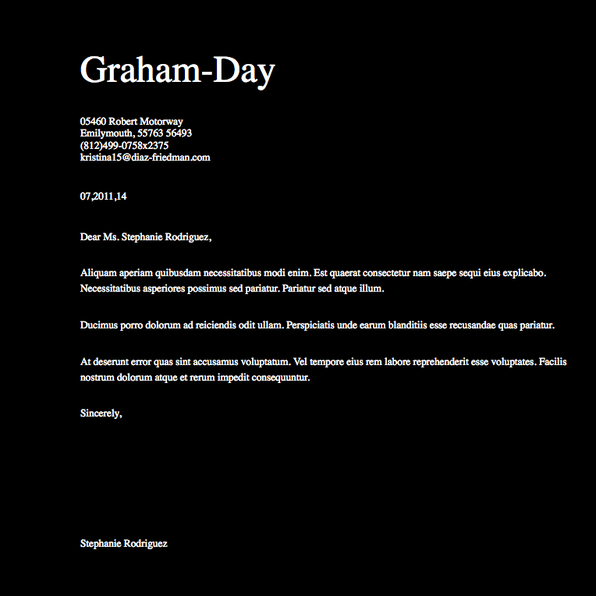 Graham-Day
05460 Robert Motorway
Emilymouth, 55763 56493
(812)499-0758x2375
kristina15@diaz-friedman.com
07,2011,14
Dear Ms. Stephanie Rodriguez,
Aliquam aperiam quibusdam necessitatibus modi enim. Est quaerat consectetur nam saepe sequi eius explicabo.
Necessitatibus asperiores possimus sed pariatur. Pariatur sed atque illum.
Ducimus porro dolorum ad reiciendis odit ullam. Perspiciatis unde earum blanditiis esse recusandae quas pariatur.
At deserunt error quas sint accusamus voluptatum. Vel tempore eius rem labore reprehenderit esse voluptates. Facilis
nostrum dolorum atque et rerum impedit consequuntur.
Sincerely,
Stephanie Rodriguez